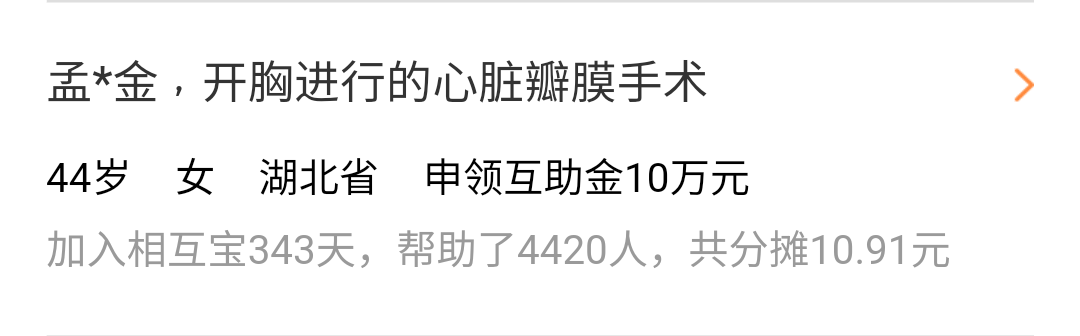 孟*金，开胸进行的心脏瓣膜手术
44岁 女 湖北省 申领互助金10万元
加入相互宝343天，帮助了4420人，共分摊10.91元